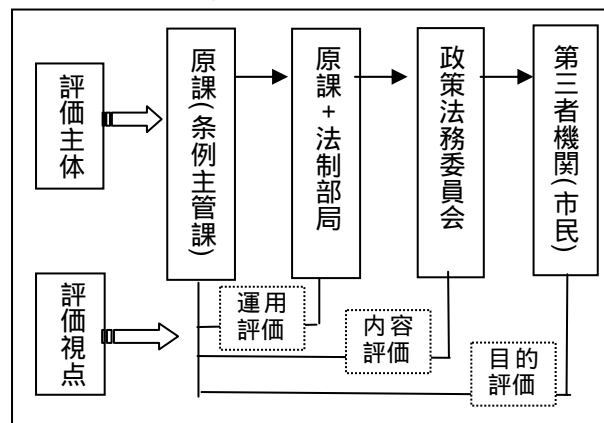 評価主体
原課(条例主管課)
原課+法制部局
政策法務委員会
第三者機関(市民)
評価視点
運用
評価
内容
評価
目的
評価